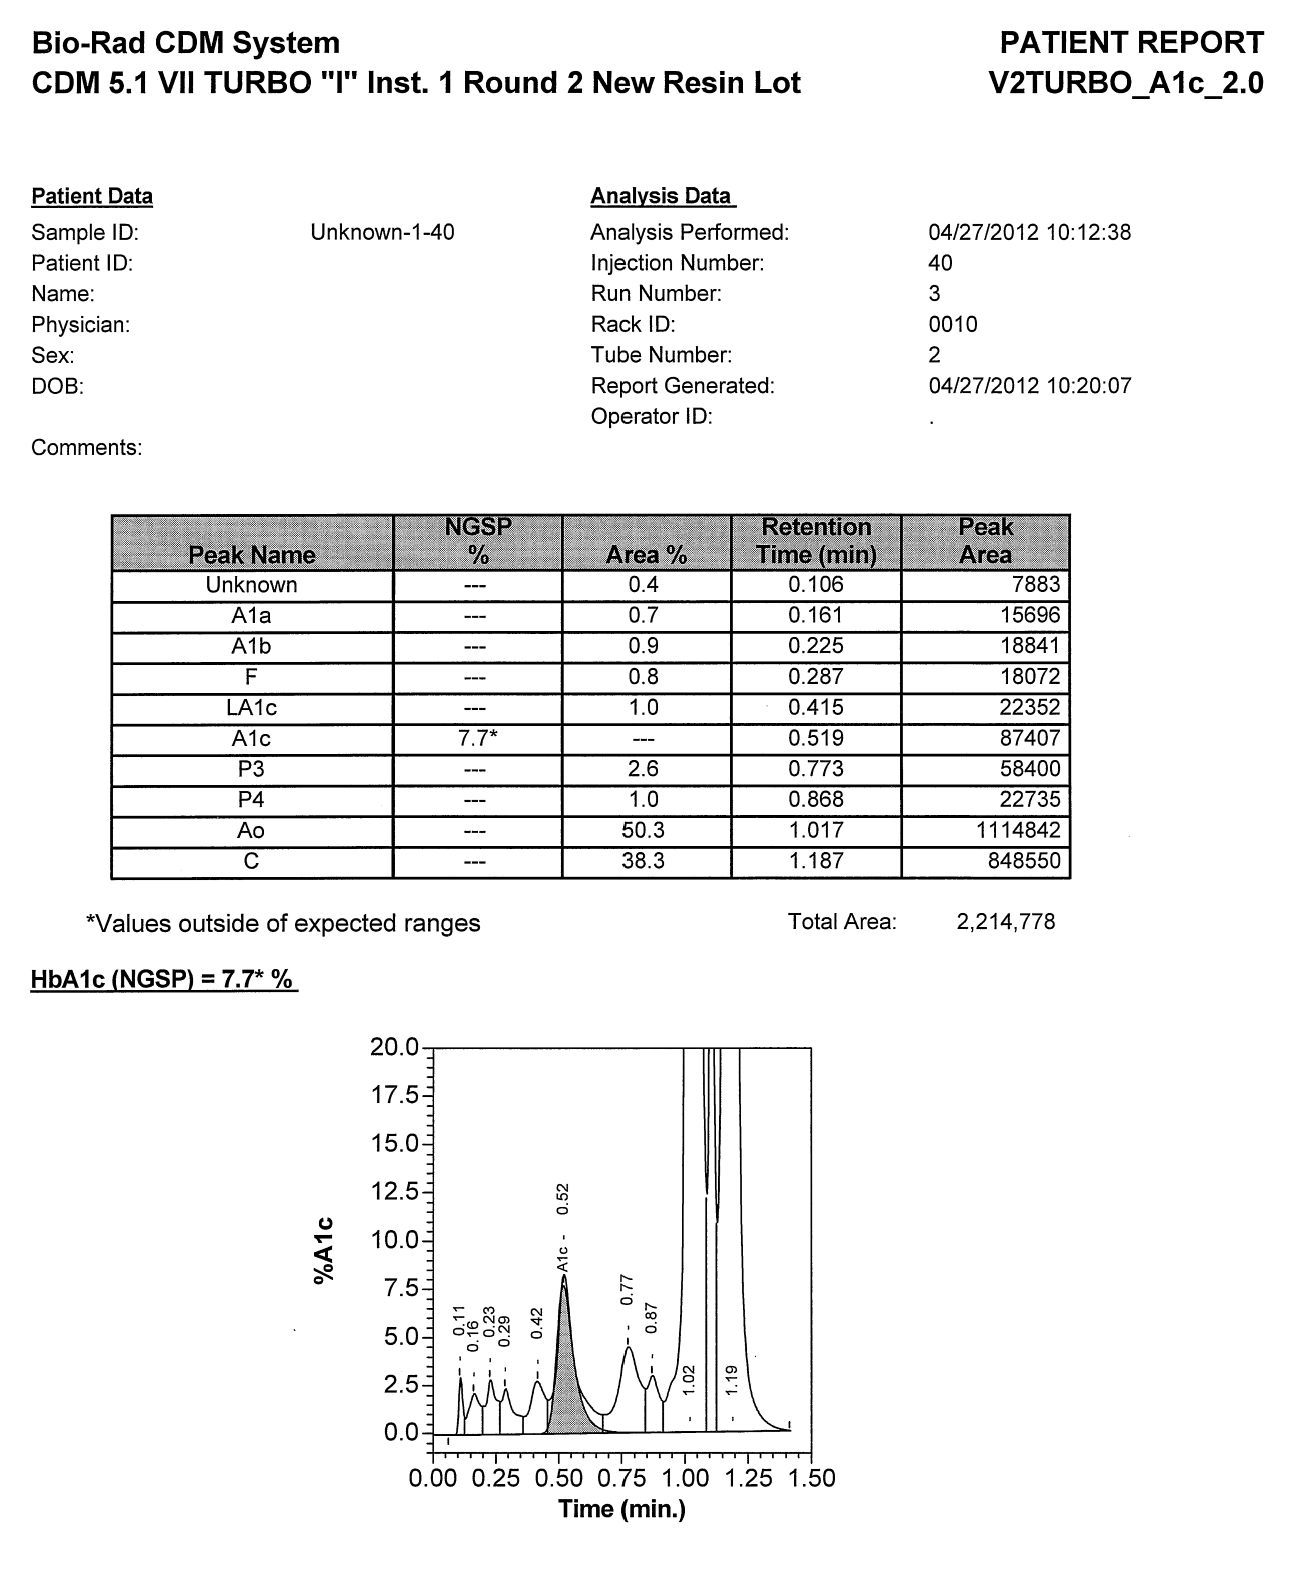 Bio-Rad CDM System PATIENT REPORT
CDM 5.1 VII TURBO "I" Inst. 1 Round 2 New Resin Lot V2TURBO_A1c_2.0
Patient Data Analysis Data
Sample ID: Unknown-1-40 Analysis Performed: 04/27/2012 10:12:38
Patient ID: Injection Number: 40
Name: Run Number: 3
Physician: Rack ID: 0010
Sex: Tube Number: 2
DOB: Report Generated: 04/27/2012 10:20:07
Operator ID: .
Comments:
Peak Name NGSP % Area % Retention Time (min) Peak Area
Unknown --- 0.4 0.106 7883
A1a --- 0.7 0.161 15696
A1b --- 0.9 0.225 18841
F --- 0.8 0.287 18072
LA1c --- 1.0 0.415 22352
A1c 7.7* --- 0.519 87407
P3 --- 2.6 0.773 58400
P4 --- 1.0 0.868 22735
Ao --- 50.3 1.017 1114842
C --- 38.3 1.187 848550
*Values outside of expected ranges Total Area: 2,214,778
HbA1c (NGSP) = 7.7* %
20.0
17.5
15.0
12.5
10.0
7.5
5.0
2.5
0.0
%A1c
0.11
0.16
0.23
0.29
0.42
A1c - 0.52
0.77
0.87
1.02
1.19
0.00 0.25 0.50 0.75 1.00 1.25 1.50
Time (min.)